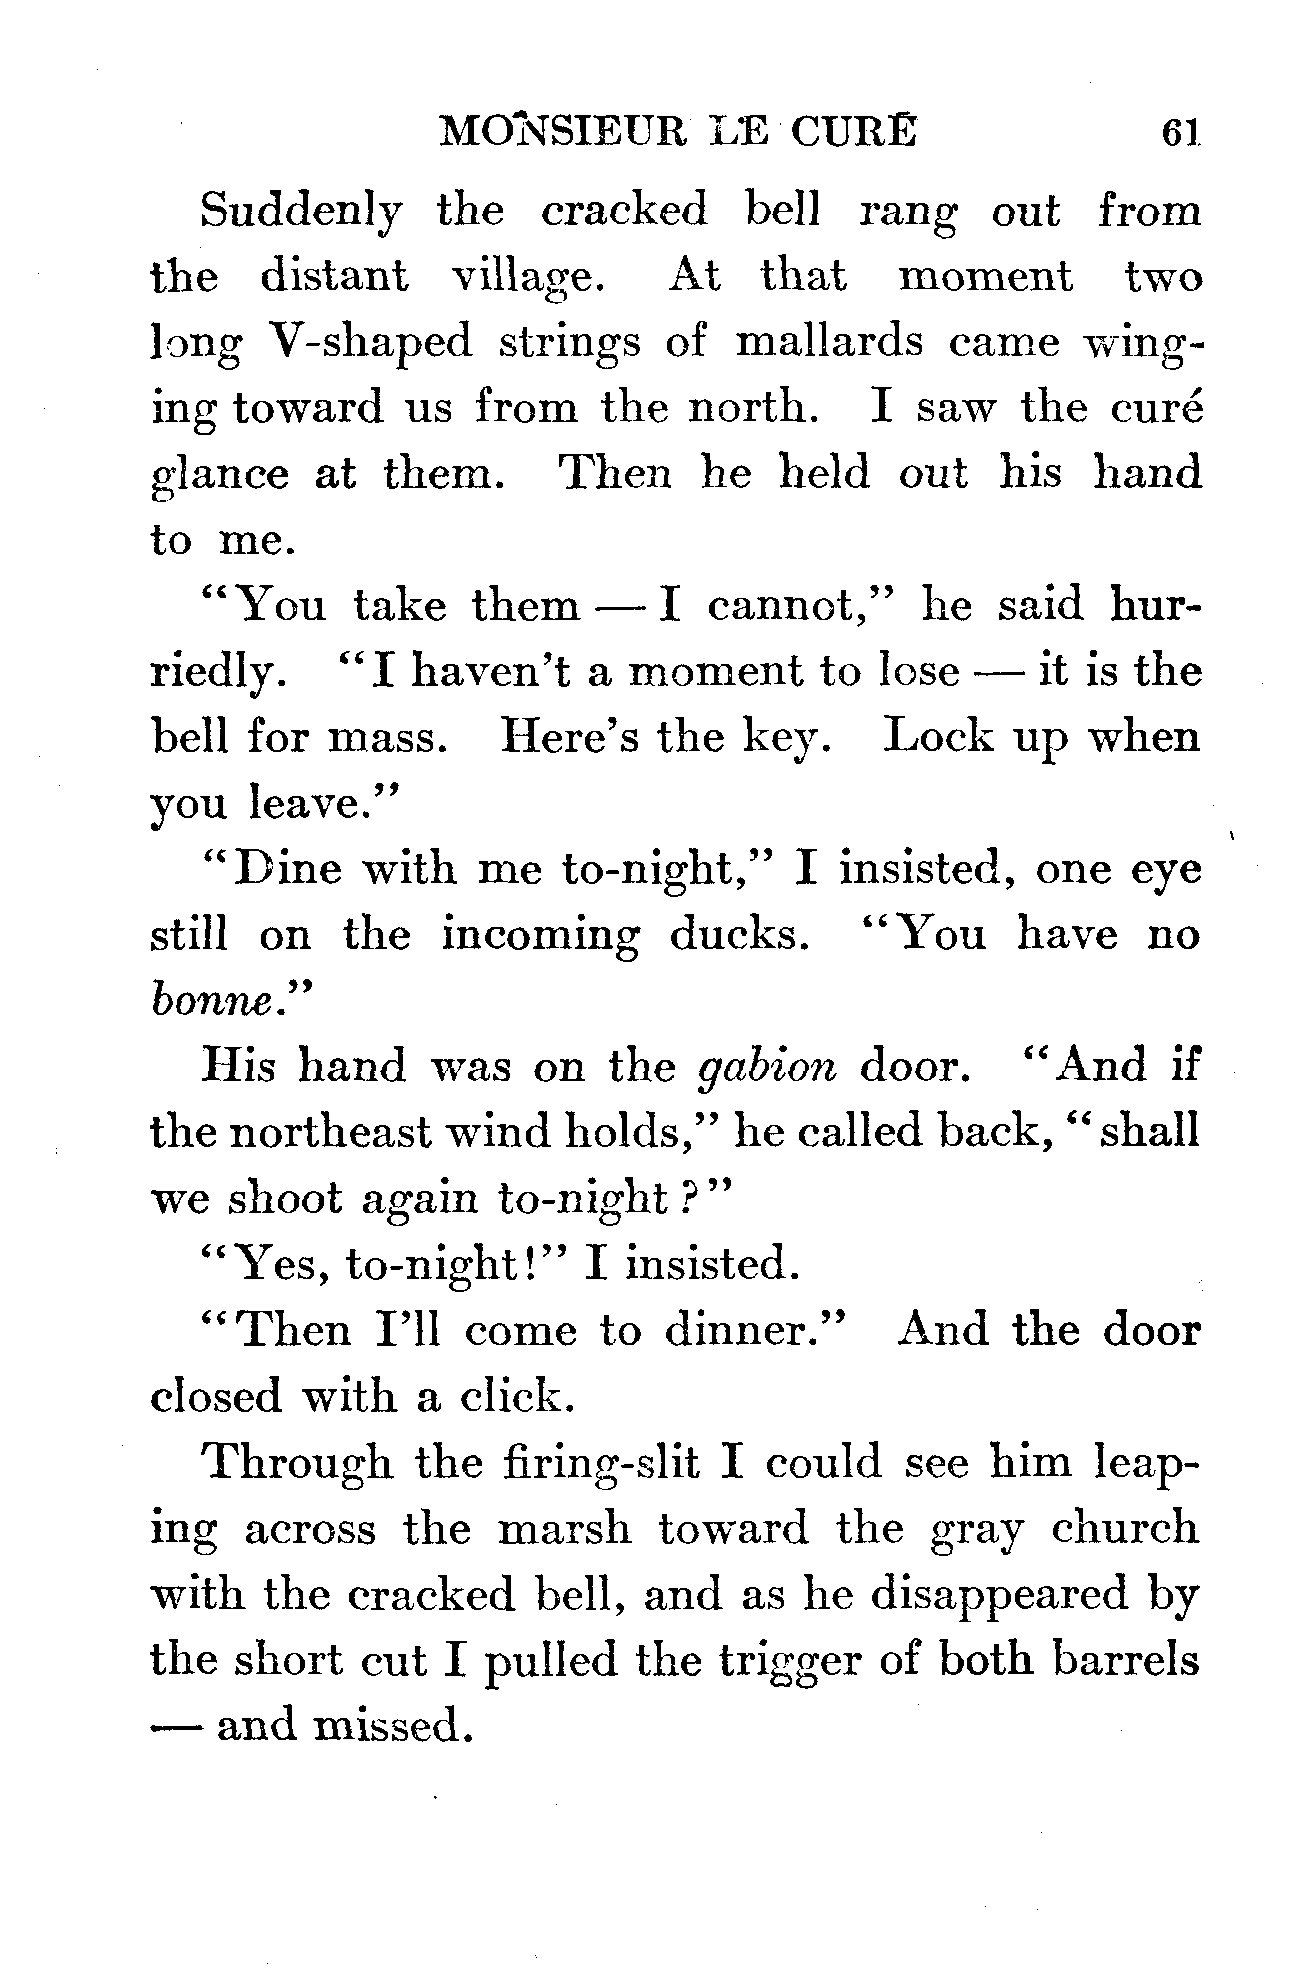 MONSIEUR LE CURÉ 61
Suddenly the cracked bell rang out from
the distant village. At that moment two
long V-shaped strings of mallards came wing-
ing toward us from the north. I saw the curé
glance at them. Then he held out his hand
to me.
“You take them — I cannot,” he said hur-
riedly. “I haven’t a moment to lose — it is the
bell for mass. Here’s the key. Lock up when
you leave.”
“Dine with me to-night,” I insisted, one eye
still on the incoming ducks. “You have no
bonne.”
His hand was on the gabion door. “And if
the northeast wind holds,” he called back, “shall
we shoot again to-night?”
“Yes, to-night!” I insisted.
“Then I’ll come to dinner.” And the door
closed with a click.
Through the firing-slit I could see him leap-
ing across the marsh toward the gray church
with the cracked bell, and as he disappeared by
the short cut I pulled the trigger of both barrels
— and missed.